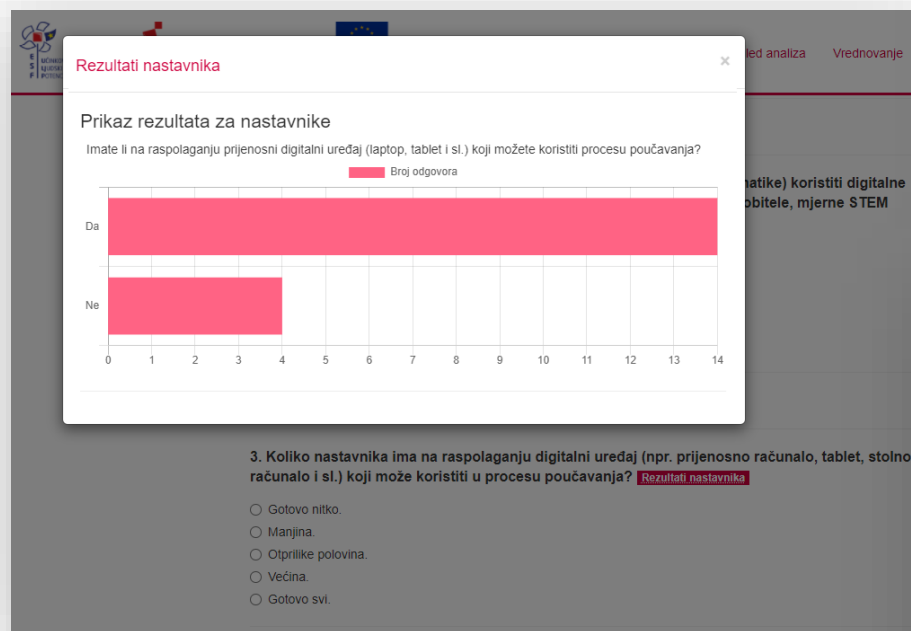 E
S
F
led analiza
Vrednovanje
Rezultati nastavnika
×
Prikaz rezultata za nastavnike
Imate li na raspolaganju prijenosni digitalni uređaj (laptop, tablet i sl.) koji možete koristiti procesu poučavanja?
Broj odgovora
Da
Ne
0 1 2 3 4 5 6 7 8 9 10 11 12 13 14
atike) koristiti digitalne
obitele, mjerne STEM
3. Koliko nastavnika ima na raspolaganju digitalni uređaj (npr. prijenosno računalo, tablet, stolno
računalo i sl.) koji može koristiti u procesu poučavanja? Rezultati nastavnika
Gotovo nitko.
Manjina.
Otprilike polovina.
Većina.
Gotovo svi.